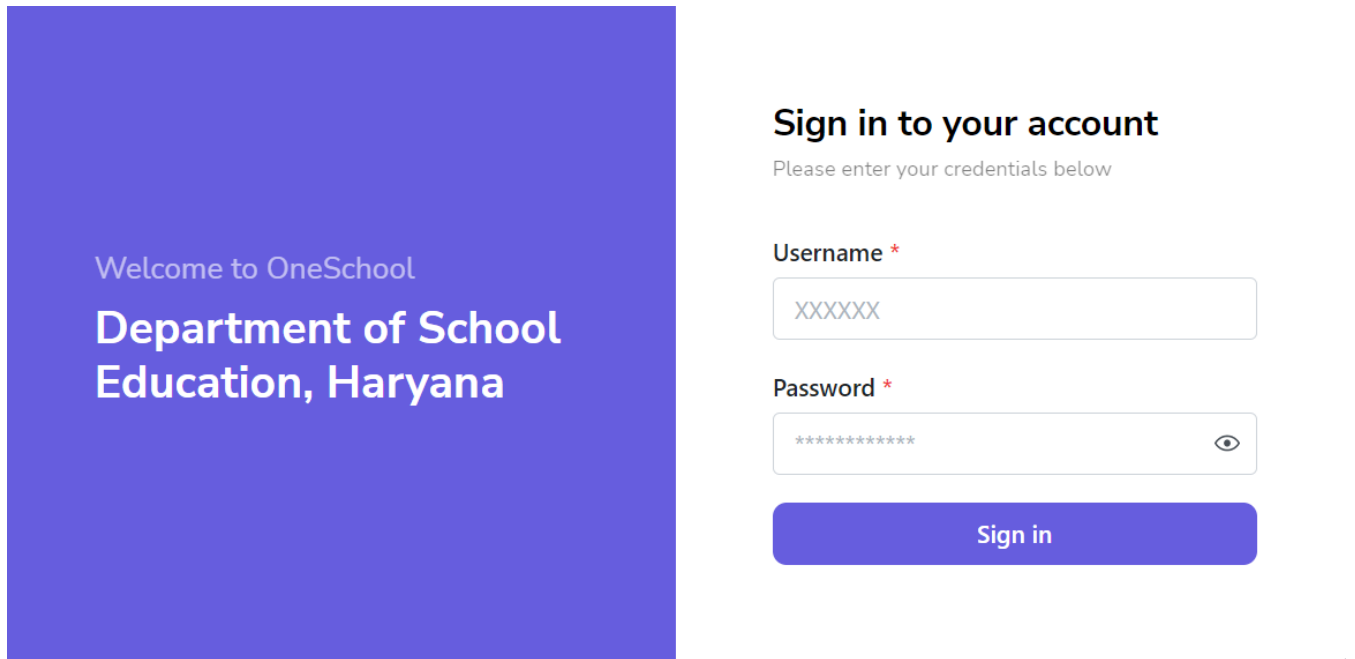 Welcome to OneSchool
Department of School
Education, Haryana
Sign in to your account
Please enter your credentials below
Username *
XXXXXX
Password *
************
Sign in